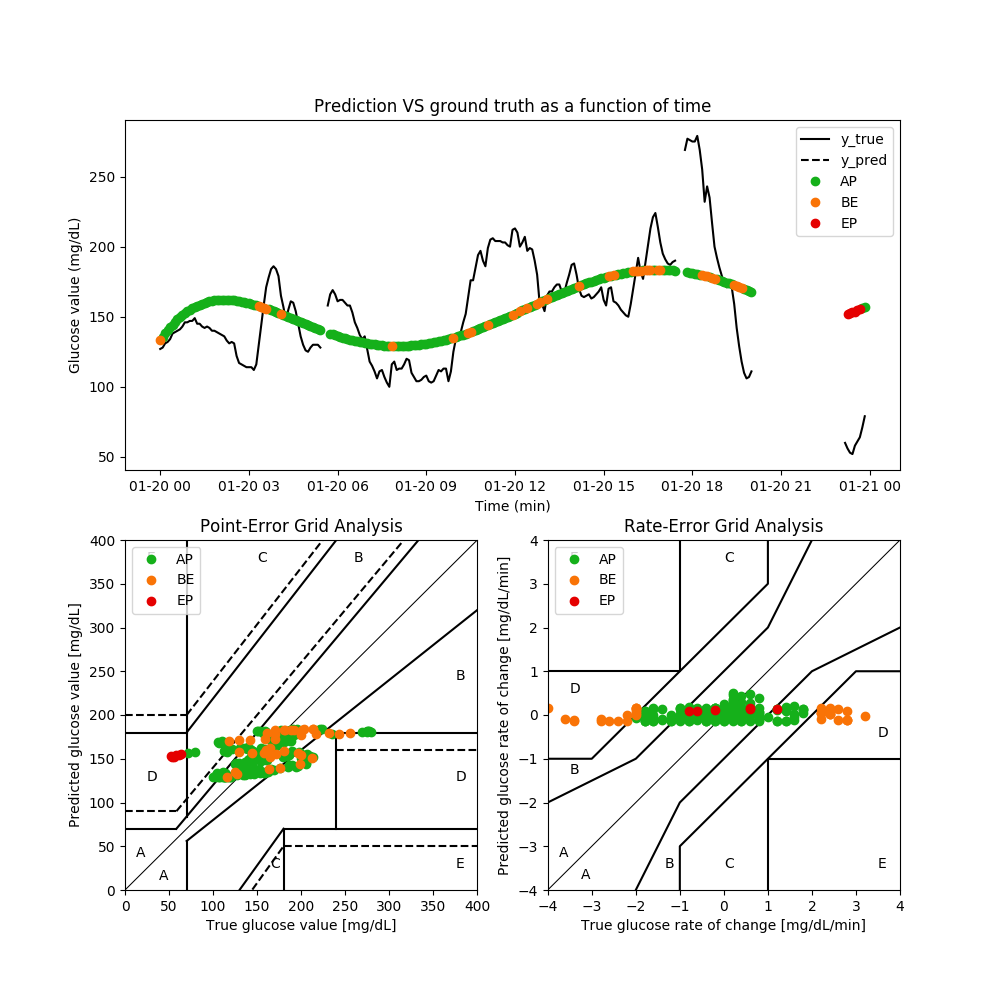 Prediction VS ground truth as a function of time
Glucose value (mg/dL)
250
200
150
100
50
y_true
y_pred
AP
BE
EP
01-20 00 01-20 03 01-20 06 01-20 09 01-20 12 01-20 15 01-20 18 01-20 21 01-21 00
Time (min)
Point-Error Grid Analysis
Predicted glucose value [mg/dL]
400
350
300
250
200
150
100
50
0
AP
BE
EP
C
B
B
D
D
A
A
C
E
0 50 100 150 200 250 300 350 400
True glucose value [mg/dL]
Rate-Error Grid Analysis
Predicted glucose rate of change [mg/dL/min]
4
3
2
1
0
−1
−2
−3
−4
AP
BE
EP
C
D
D
B
A
A
B
C
E
−4 −3 −2 −1 0 1 2 3 4
True glucose rate of change [mg/dL/min]